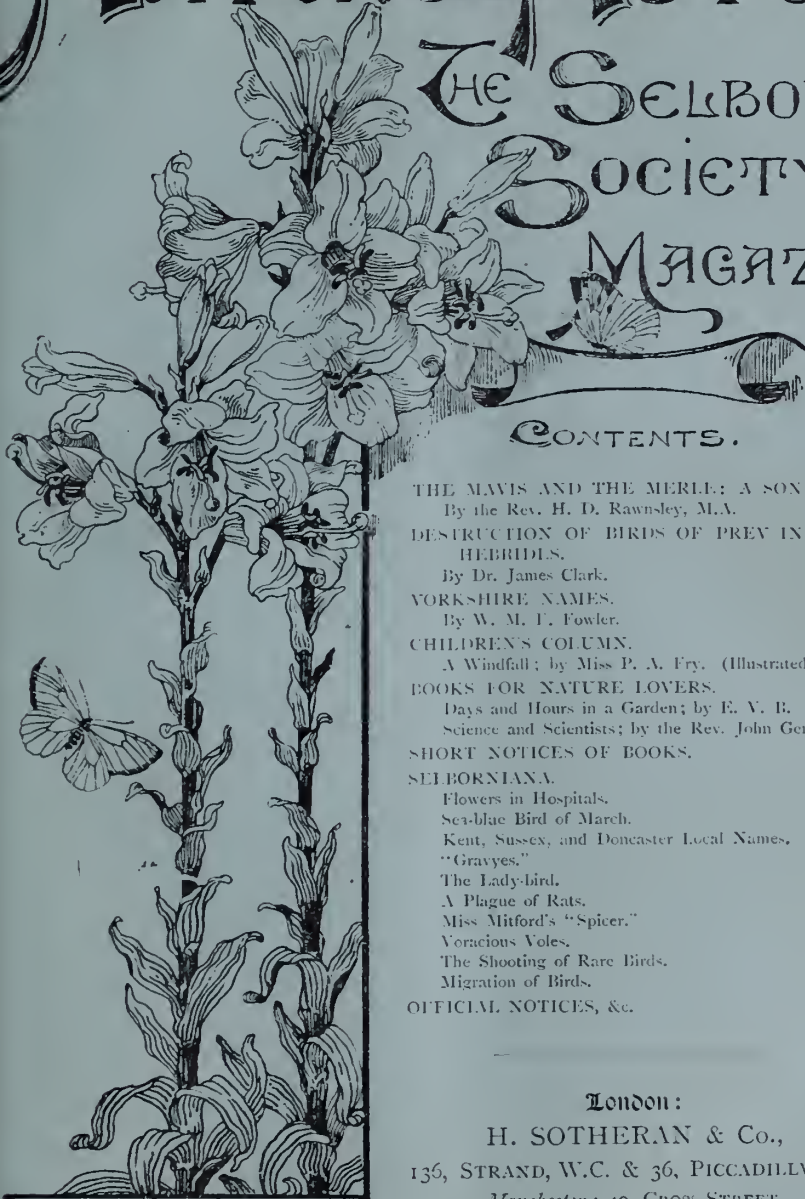 THE SELBO
SOCIETY
MAGAZ
CONTENTS.
THE MAVIS AND THE MERLE: A SON
By the Rev. H. D. Rawnsley, M.A.
DESTRUCTION OF BIRDS OF PREY IN
HEBRIDES.
By Dr. James Clark.
YORKSHIRE NAMES.
By W. M. E. Fowler.
CHILDREN'S COLUMN.
A Windfall; by Miss P. A. Fry. (Illustrated
BOOKS FOR NATURE LOVERS.
Days and Hours in a Garden; by E. V. B.
Science and Scientists; by the Rev. John Ger
SHORT NOTICES OF BOOKS.
SELBORNIANA.
Flowers in Hospitals.
Sea-blue Bird of March.
Kent, Sussex, and Doncaster Local Names.
"Gravyes."
The Lady-bird.
A Plague of Rats.
Miss Mitford's "Spicer."
Voracious Voles.
The Shooting of Rare Birds.
Migration of Birds.
OFFICIAL NOTICES, &c.
London:
H. SOTHERAN & Co.,
136, STRAND, W.C. & 36, PICCADILLY